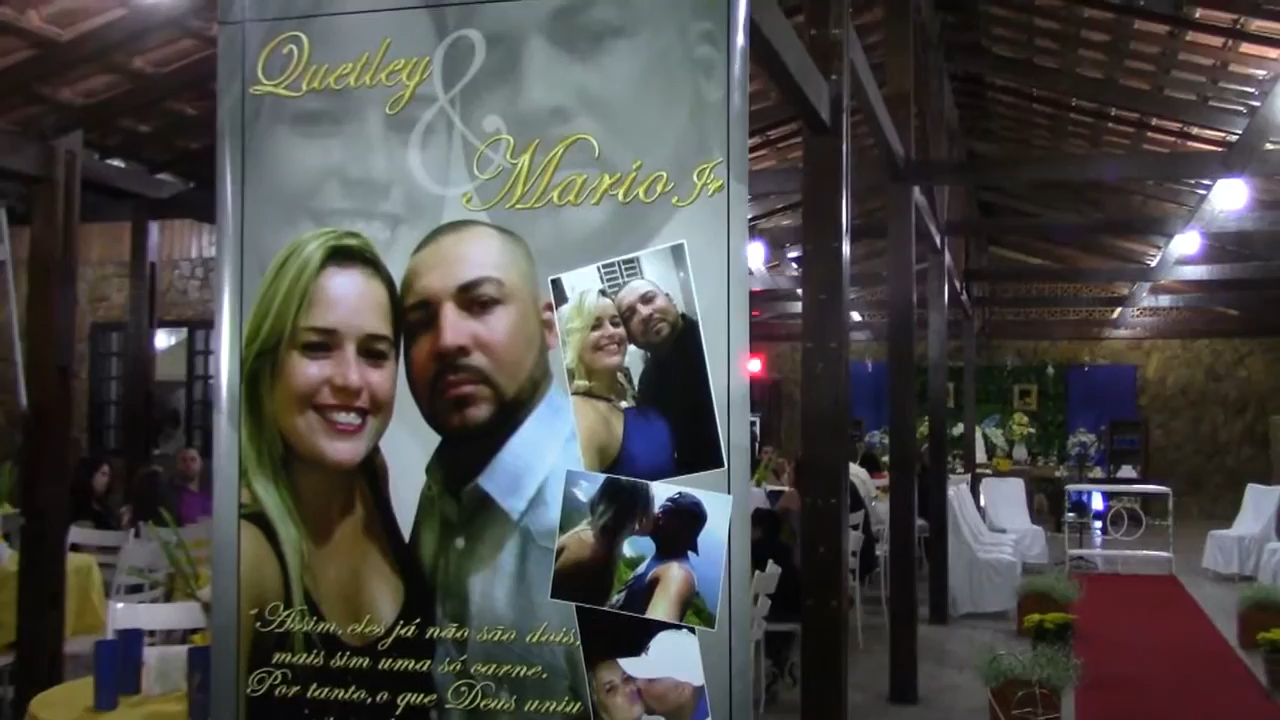 Quetley
&
Mario Jr
"Assim, eles já não são dois,
mais sim uma só carne.
Por tanto, o que Deus uniu